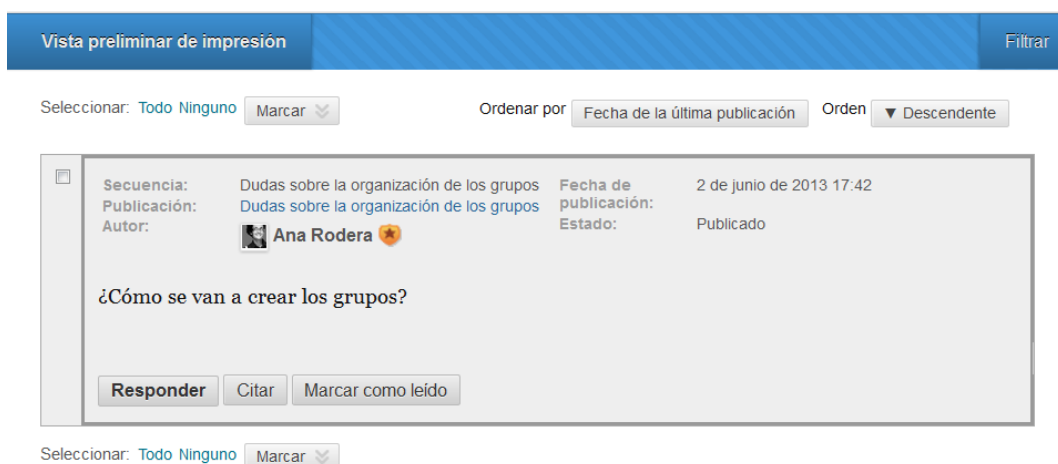 Vista preliminar de impresión Filtrar
Seleccionar: Todo Ninguno Marcar Ordenar por Fecha de la última publicación Orden ▼ Descendente
Secuencia: Dudas sobre la organización de los grupos Fecha de publicación: 2 de junio de 2013 17:42
Publicación: Dudas sobre la organización de los grupos
Autor: Ana Rodera Estado: Publicado
¿Cómo se van a crear los grupos?
Responder Citar Marcar como leído
Seleccionar: Todo Ninguno Marcar